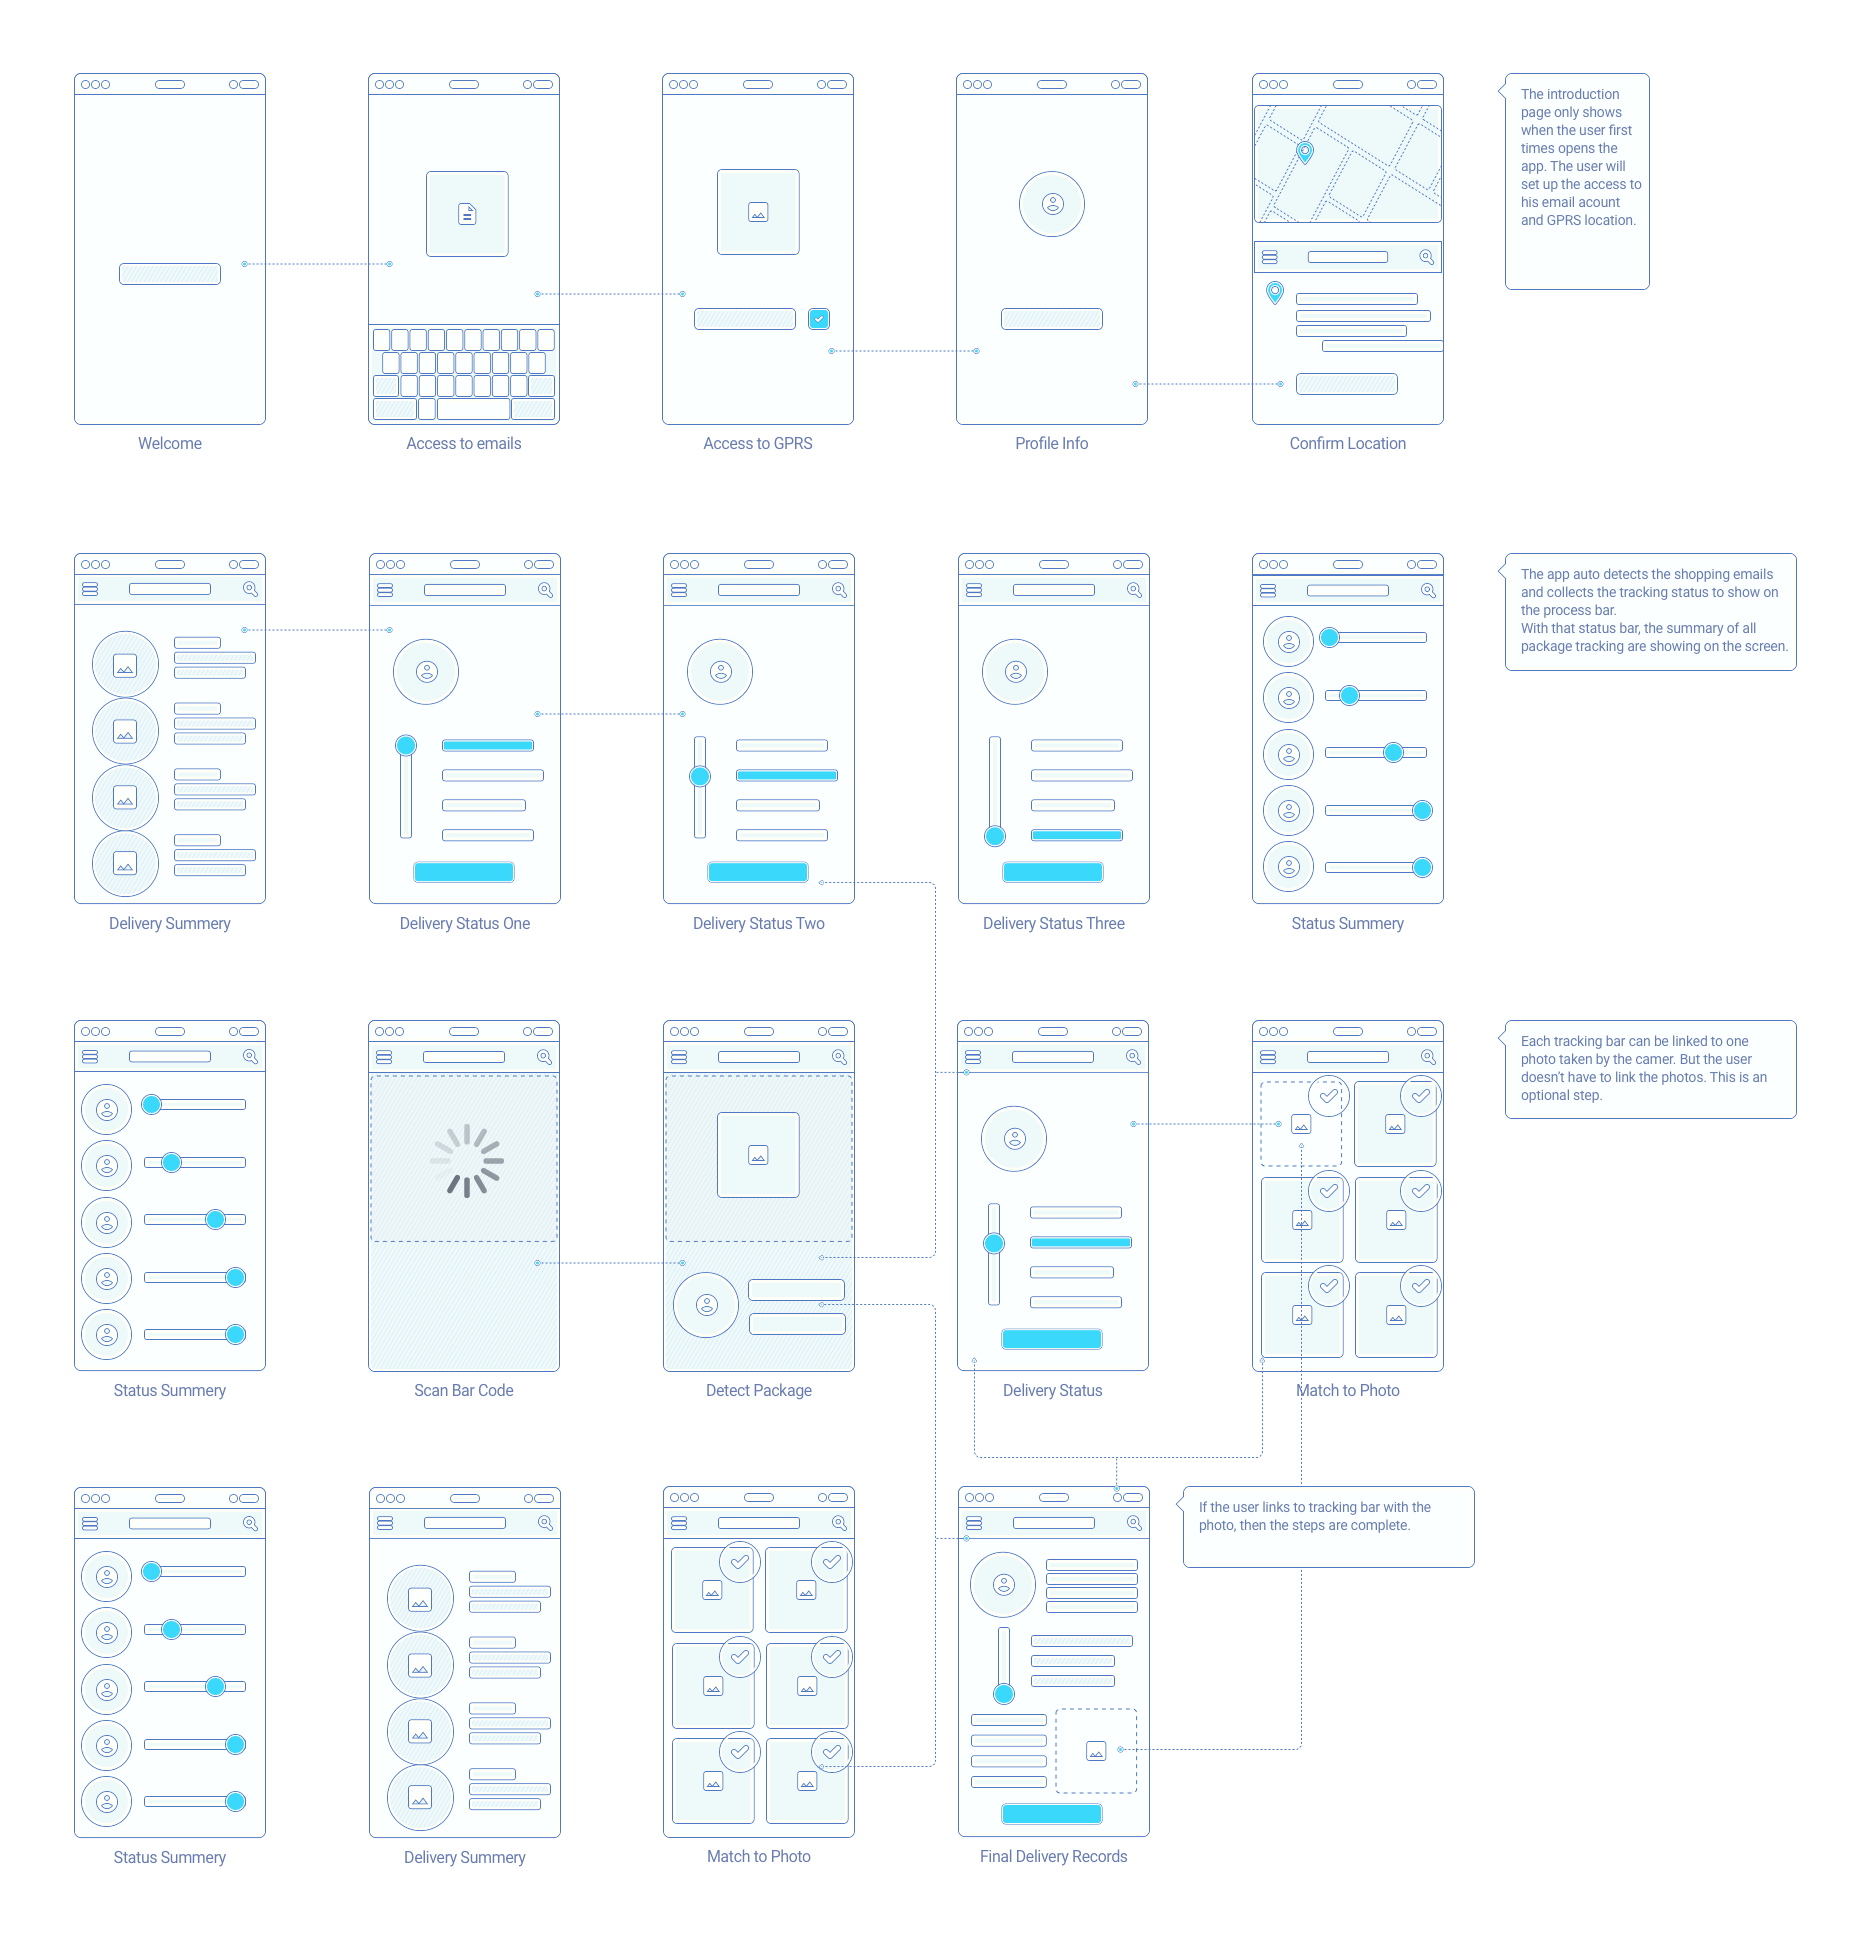 The introduction
page only shows
when the user first
times opens the
app. The user will
set up the access to
his email acount
and GPRS location.
Welcome
Access to emails
Access to GPRS
Profile Info
Confirm Location
The app auto detects the shopping emails
and collects the tracking status to show on
the process bar.
With that status bar, the summary of all
package tracking are showing on the screen.
Delivery Summery
Delivery Status One
Delivery Status Two
Delivery Status Three
Status Summery
Each tracking bar can be linked to one
photo taken by the camer. But the user
doesn't have to link the photos. This is an
optional step.
Status Summery
Scan Bar Code
Detect Package
Delivery Status
Match to Photo
If the user links to tracking bar with the
photo, then the steps are complete.
Status Summery
Delivery Summery
Match to Photo
Final Delivery Records